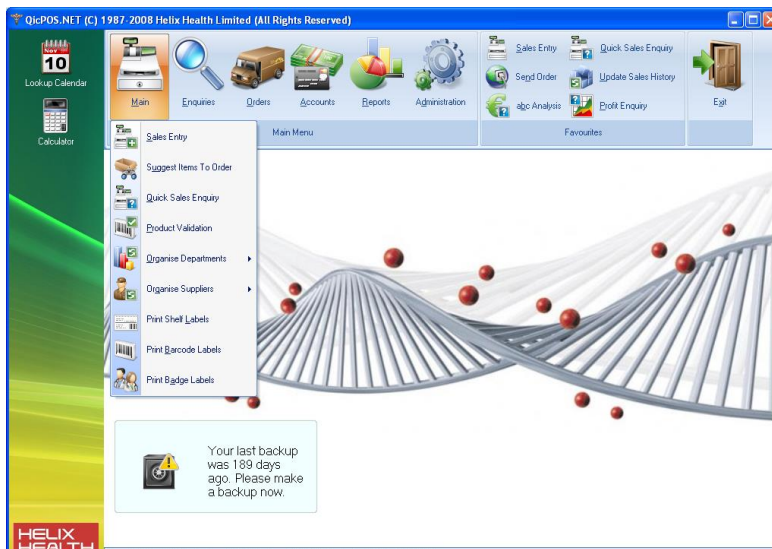 QicPOS.NET (C) 1987-2008 Helix Health Limited (All Rights Reserved)
Nov
10
Lookup Calendar
Calculator
Main
Enquiries
Orders
Accounts
Reports
Administration
Main Menu
Sales Entry
Quick Sales Enquiry
Send Order
Update Sales History
abc Analysis
Profit Enquiry
Favourites
Exit
Sales Entry
Suggest Items To Order
Quick Sales Enquiry
Product Validation
Organise Departments
Organise Suppliers
Print Shelf Labels
Print Barcode Labels
Print Badge Labels
Your last backup
was 189 days
ago. Please make
a backup now.
HELIX
HEALTH